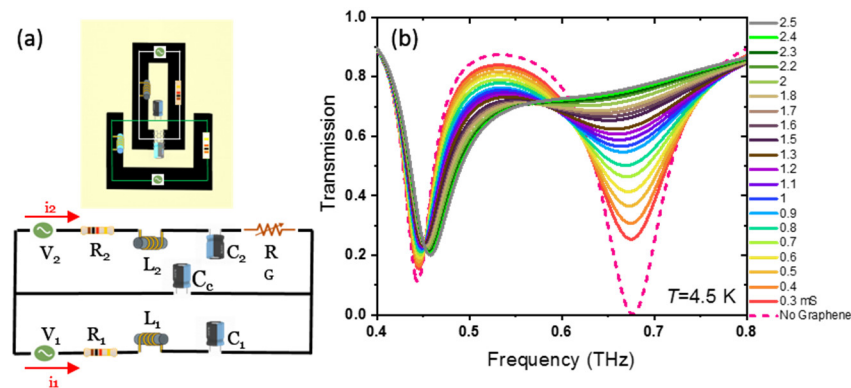 (a)
i2
V2
R2
L2
C2
R
G
Cc
V1
R1
L1
C1
i1
(b)
Transmission
1.0
0.8
0.6
0.4
0.2
0.0
0.4
0.5
0.6
0.7
0.8
Frequency (THz)
T=4.5 K
2.5
2.4
2.3
2.2
2
1.8
1.7
1.6
1.5
1.3
1.2
1.1
1
0.9
0.8
0.7
0.6
0.5
0.4
0.3 mS
No Graphene